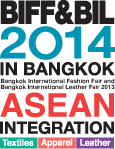 BIFF&BIL
2014
IN BANGKOK
Bangkok International Fashion Fair and
Bangkok International Leather Fair 2013
ASEAN
INTEGRATION
Textiles Apparel Leather